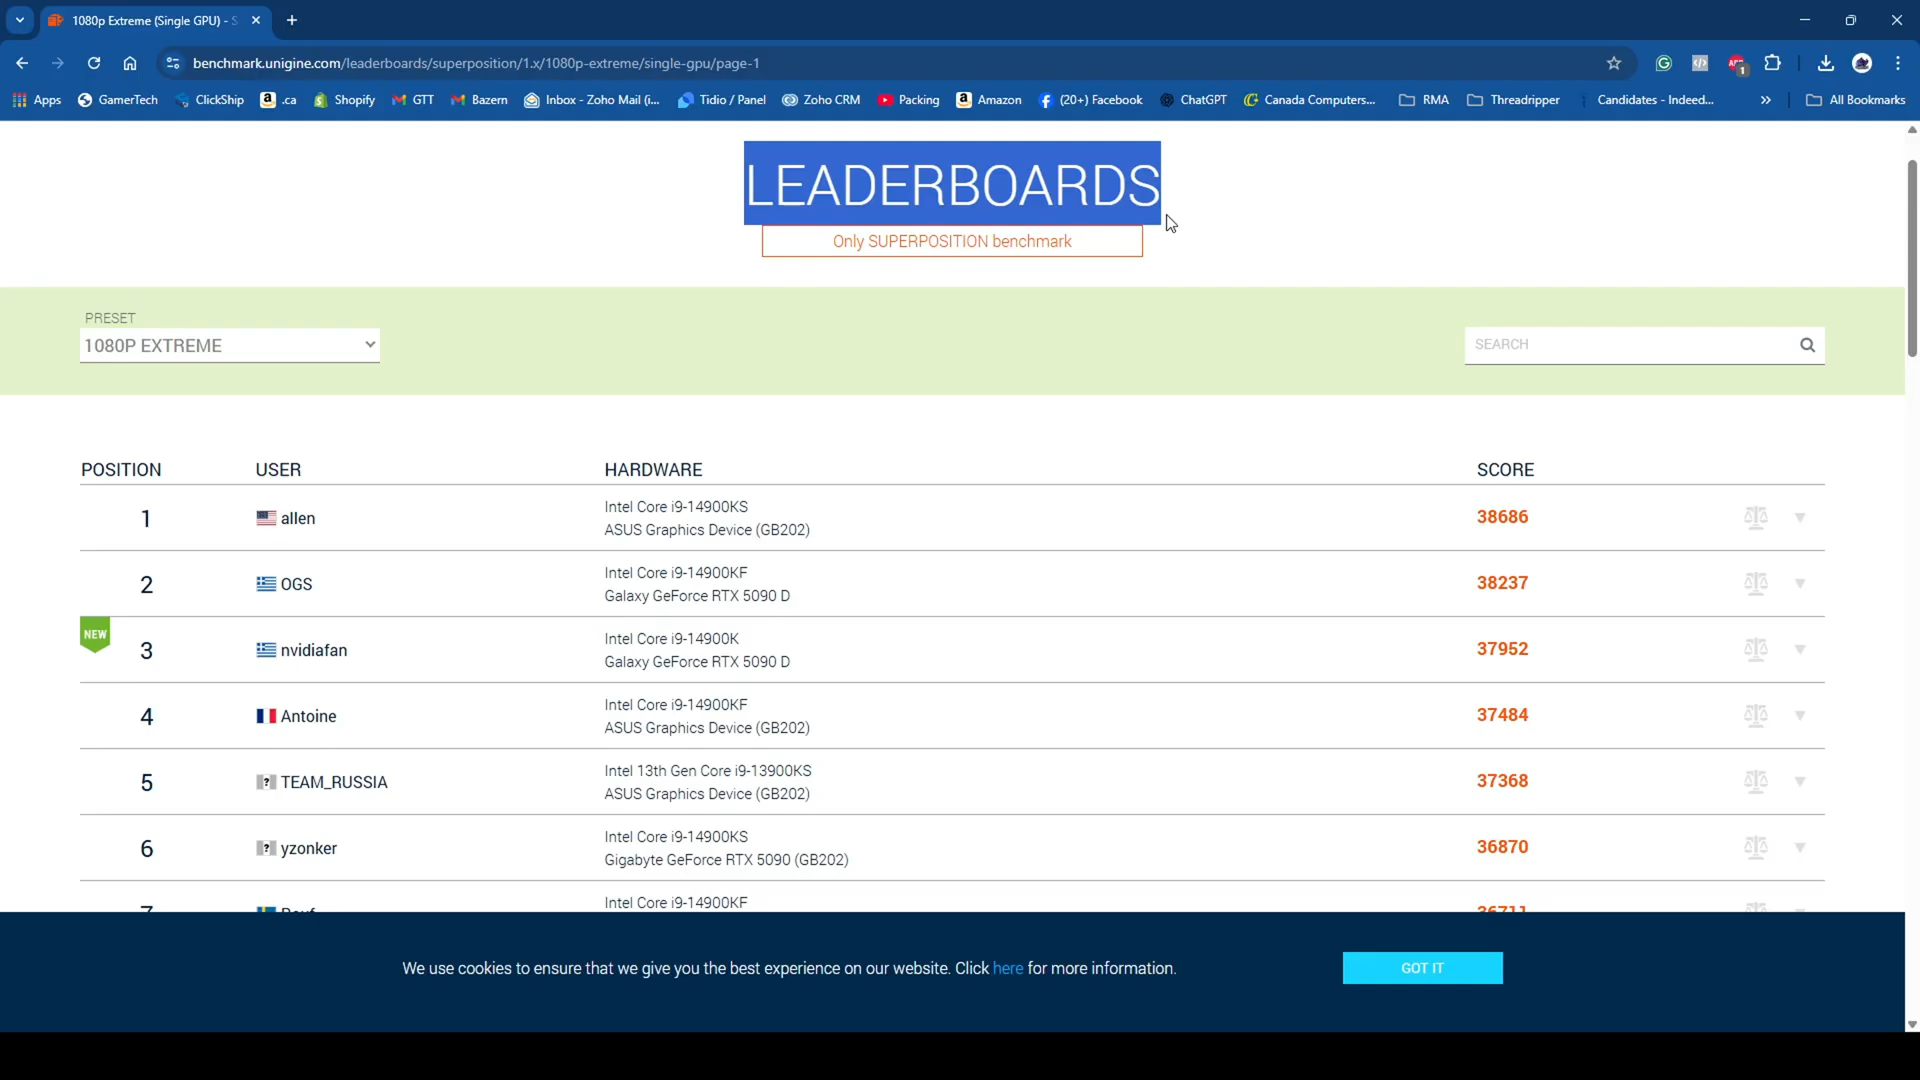 1080p Extreme (Single GPU) - S
benchmark.unigine.com/leaderboards/superposition/1.x/1080p-extreme/single-gpu/page-1
1
Apps GamerTech ClickShip .ca Shopify GTT Bazern Inbox - Zoho Mail (i... Tidio / Panel Zoho CRM Packing Amazon (20+) Facebook ChatGPT Canada Computers... RMA Threadripper Candidates - Indeed... » All Bookmarks
LEADERBOARDS
Only SUPERPOSITION benchmark
PRESET
1080P EXTREME
SEARCH
POSITION USER HARDWARE SCORE
1 allen Intel Core i9-14900KS 38686
ASUS Graphics Device (GB202)
2 OGS Intel Core i9-14900KF 38237
Galaxy GeForce RTX 5090 D
NEW
3 nvidiafan Intel Core i9-14900K 37952
Galaxy GeForce RTX 5090 D
4 Antoine Intel Core i9-14900KF 37484
ASUS Graphics Device (GB202)
5 TEAM_RUSSIA Intel 13th Gen Core i9-13900KS 37368
ASUS Graphics Device (GB202)
6 yzonker Intel Core i9-14900KS 36870
Gigabyte GeForce RTX 5090 (GB202)
Intel Core i9-14900KF
We use cookies to ensure that we give you the best experience on our website. Click here for more information.
GOT IT